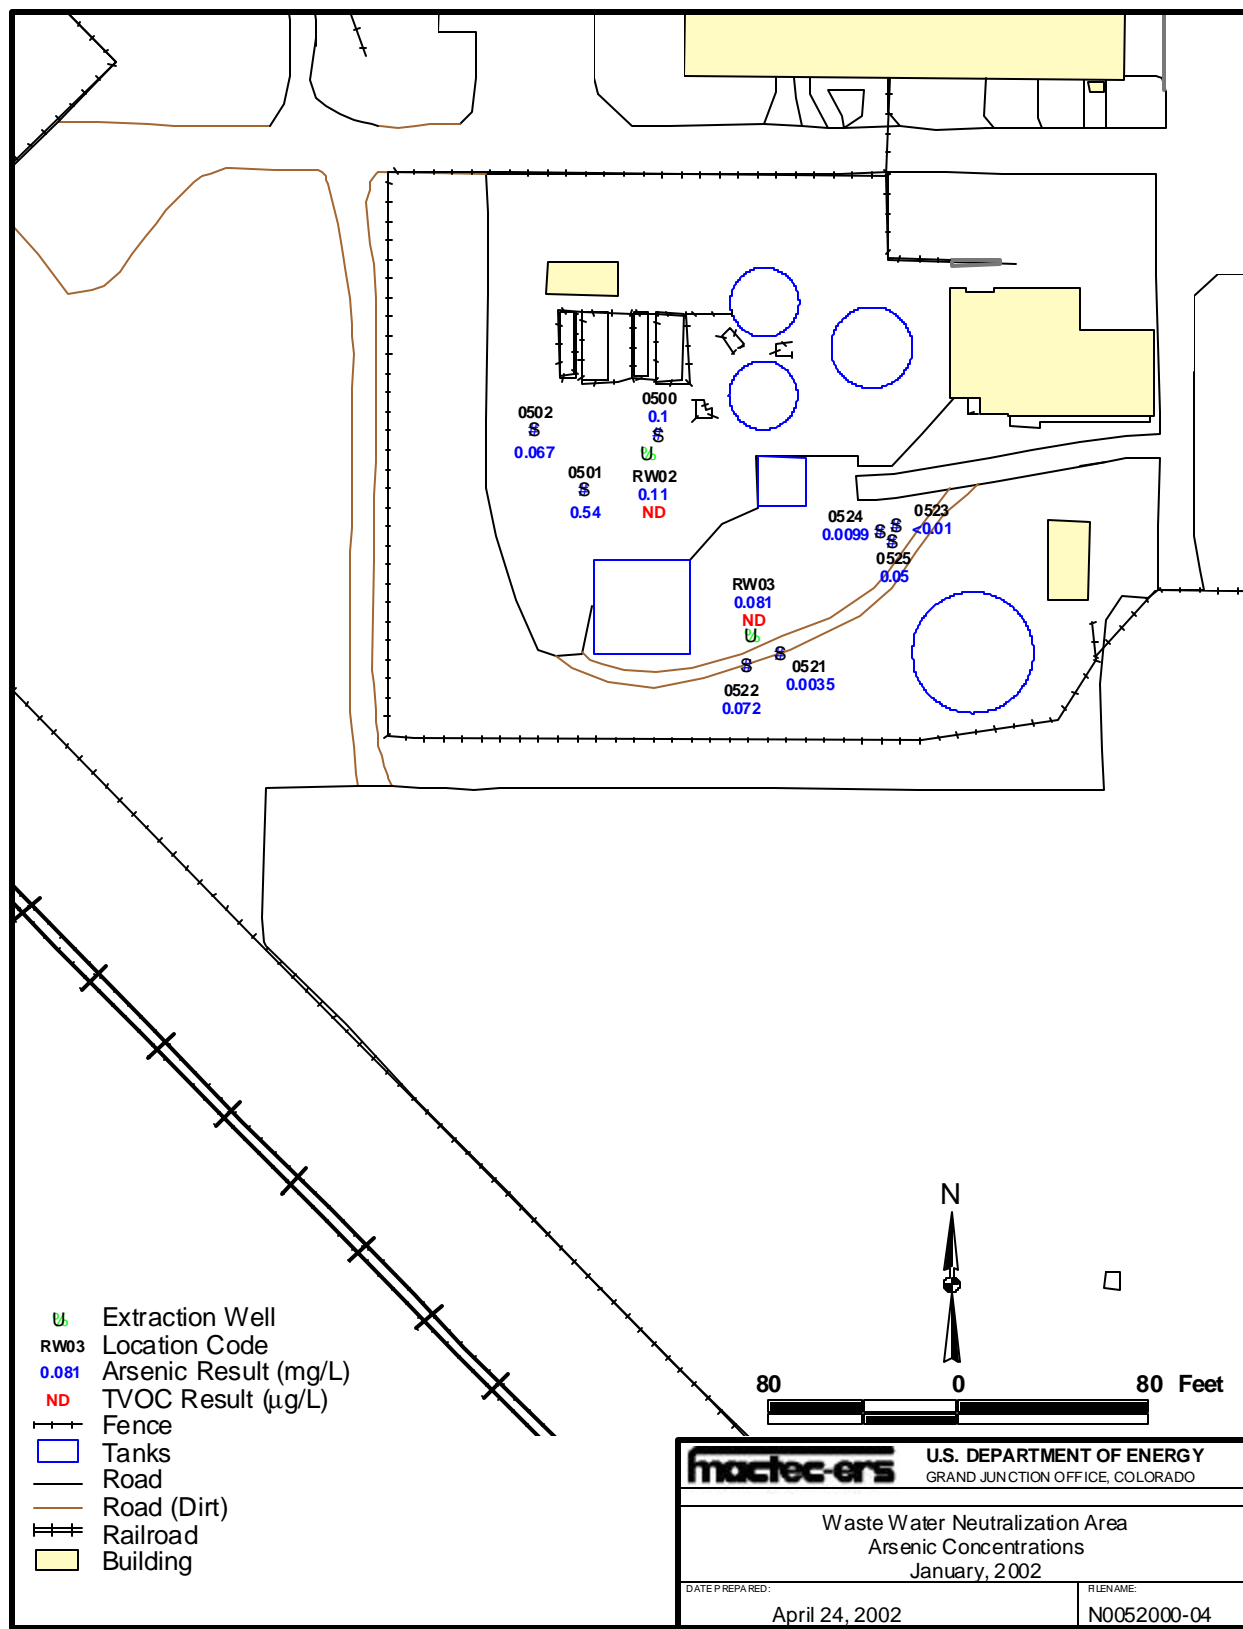 0502
0.067
0500
0.1
RW02
0.11
ND
0501
0.54
0524
0.0099
0523
<0.01
0525
0.05
RW03
0.081
ND
0521
0.0035
0522
0.072
N
80 0 80 Feet
Extraction Well
RW03 Location Code
0.081 Arsenic Result (mg/L)
ND TVOC Result (µg/L)
Fence
Tanks
Road
Road (Dirt)
Railroad
Building
mactec-ers
U.S. DEPARTMENT OF ENERGY
GRAND JUNCTION OFFICE, COLORADO
Waste Water Neutralization Area
Arsenic Concentrations
January, 2002
DATE PREPARED:
April 24, 2002
FILENAME:
N0052000-04